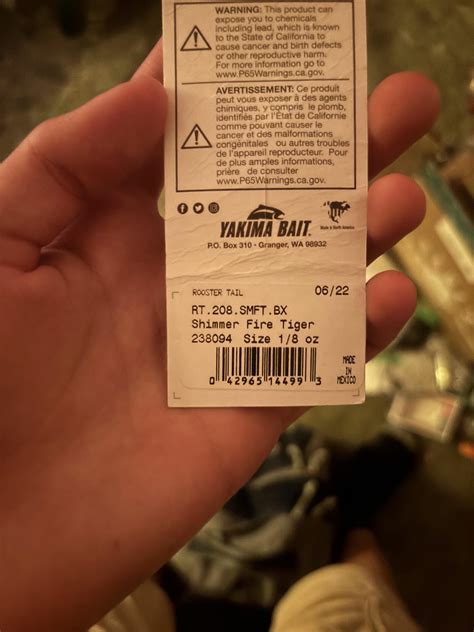 WARNING: This product can
expose you to chemicals
including lead, which is known
to the State of California to
cause cancer and birth defects
or other reproductive harm.
For more information go to
www.P65Warnings.ca.gov.
AVERTISSEMENT: Ce produit
peut vous exposer à des agents
chimiques, y compris le plomb,
identifiés par l'État de Californie
comme pouvant causer le
cancer et des malformations
congénitales ou autres troubles
de l'appareil reproducteur. Pour
de plus amples informations,
prière de consulter
www.P65Warnings.ca.gov.
YAKIMA BAIT
Made in North America
P.O. Box 310 · Granger, WA 98932
ROOSTER TAIL 06/22
RT.208.SMFT.BX
Shimmer Fire Tiger
238094 Size 1/8 oz
MADE
IN
MEXICO
0 42965 14499 3